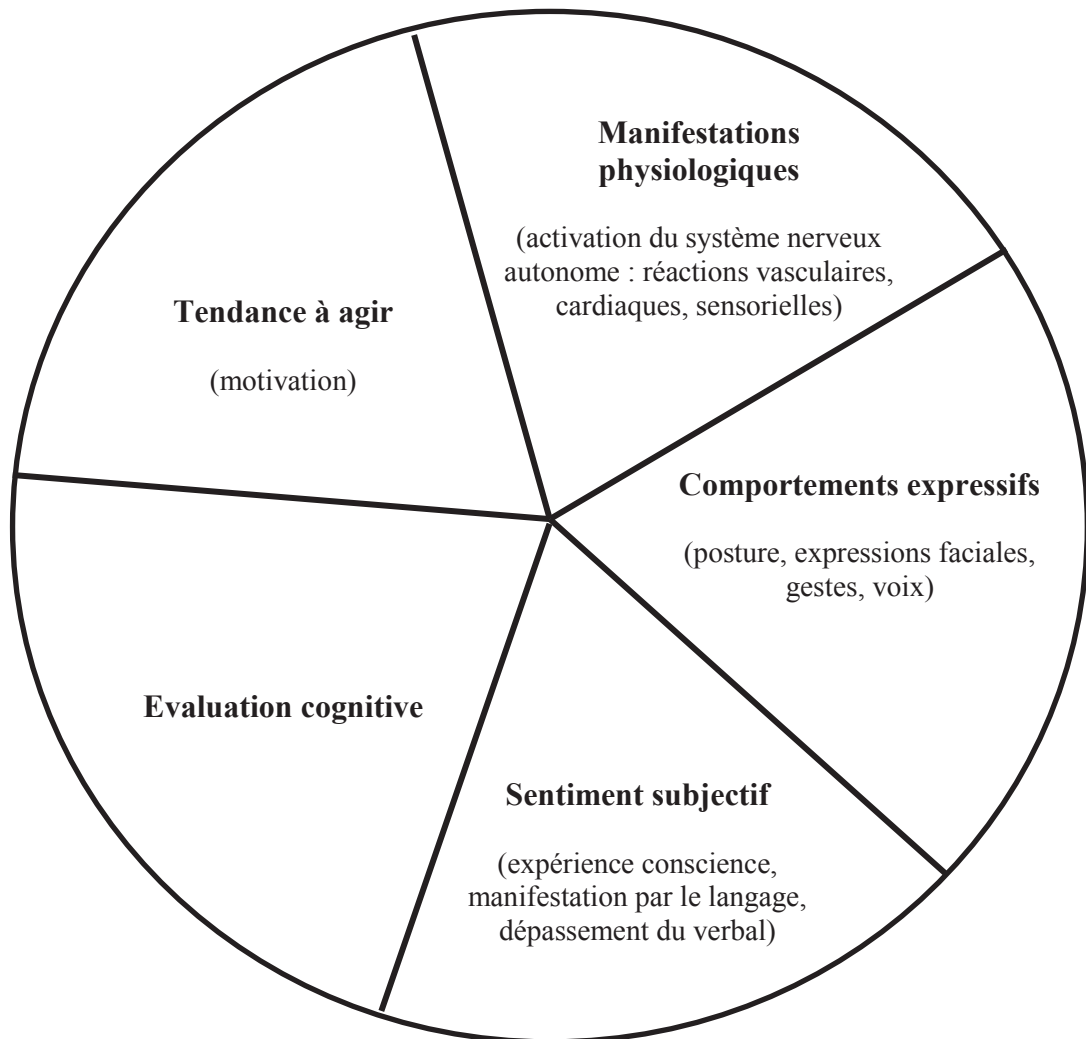 Manifestations
physiologiques
(activation du système nerveux
autonome : réactions vasculaires,
cardiaques, sensorielles)
Tendance à agir
(motivation)
Comportements expressifs
(posture, expressions faciales,
gestes, voix)
Evaluation cognitive
Sentiment subjectif
(expérience conscience,
manifestation par le langage,
dépassement du verbal)